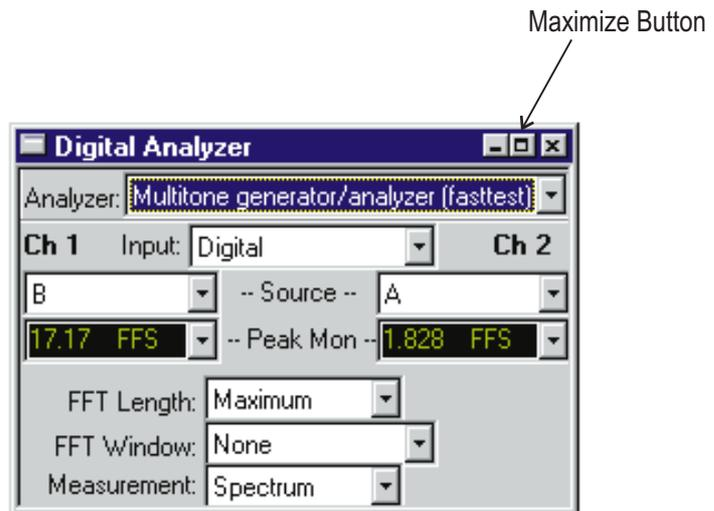 Maximize Button
Digital Analyzer
Analyzer: Multitone generator/analyzer (fasttest)
Ch 1 Input: Digital Ch 2
B -- Source -- A
17.17 FFS -- Peak Mon -- 1.828 FFS
FFT Length: Maximum
FFT Window: None
Measurement: Spectrum